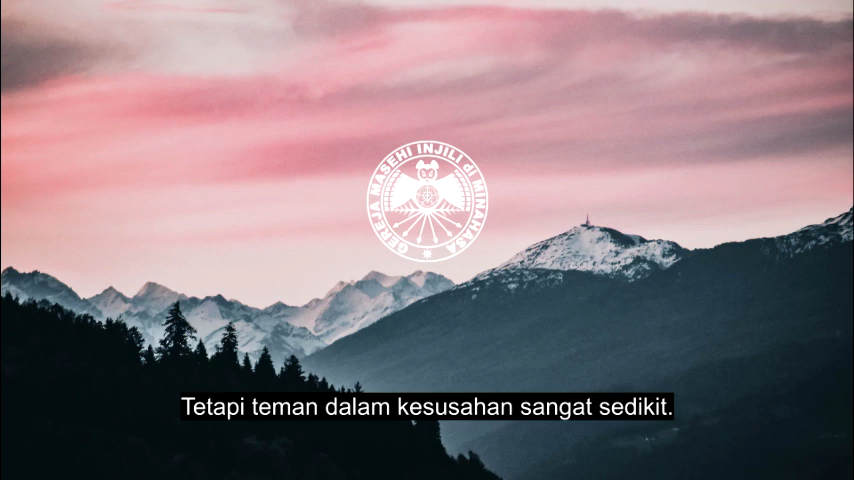 GEREJA MASEHI INJILI di MINAHASA
Tetapi teman dalam kesusahan sangat sedikit.